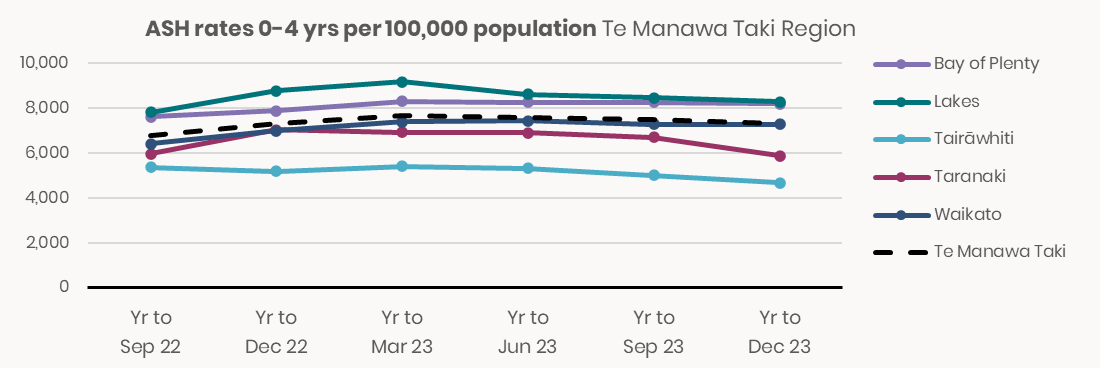 ASH rates 0-4 yrs per 100,000 population Te Manawa Taki Region
10,000
8,000
6,000
4,000
2,000
0
Yr to Sep 22
Yr to Dec 22
Yr to Mar 23
Yr to Jun 23
Yr to Sep 23
Yr to Dec 23
Bay of Plenty
Lakes
Tairāwhiti
Taranaki
Waikato
Te Manawa Taki